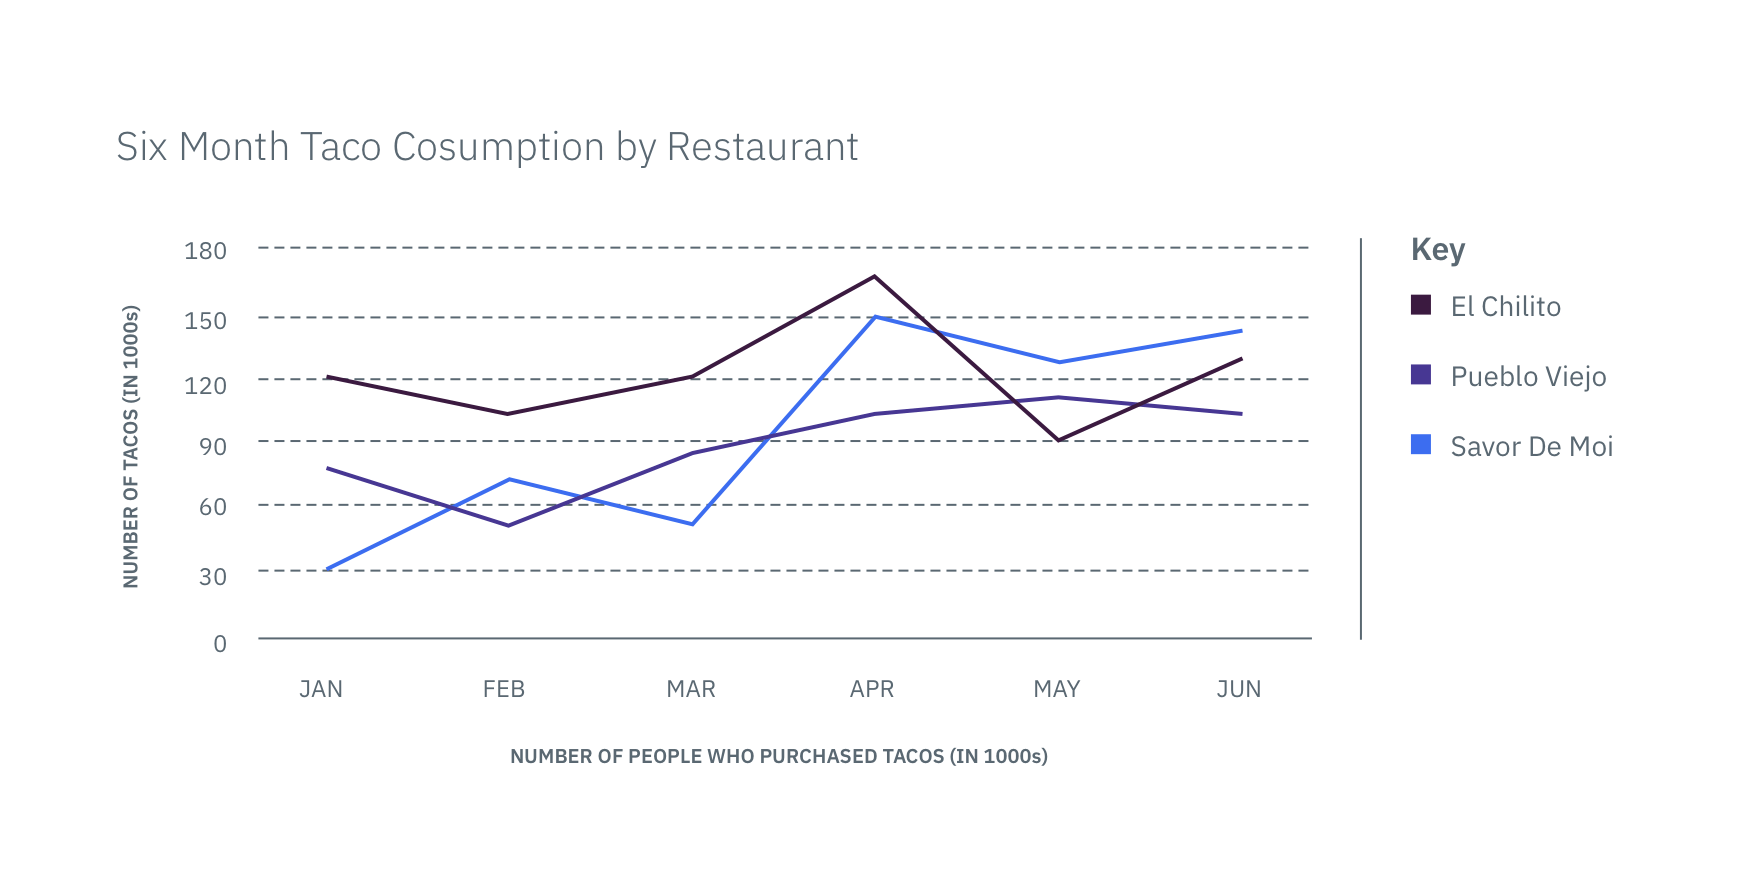 Six Month Taco Cosumption by Restaurant
NUMBER OF TACOS (IN 1000s)
180
150
120
90
60
30
0
JAN FEB MAR APR MAY JUN
NUMBER OF PEOPLE WHO PURCHASED TACOS (IN 1000s)
Key
El Chilito
Pueblo Viejo
Savor De Moi